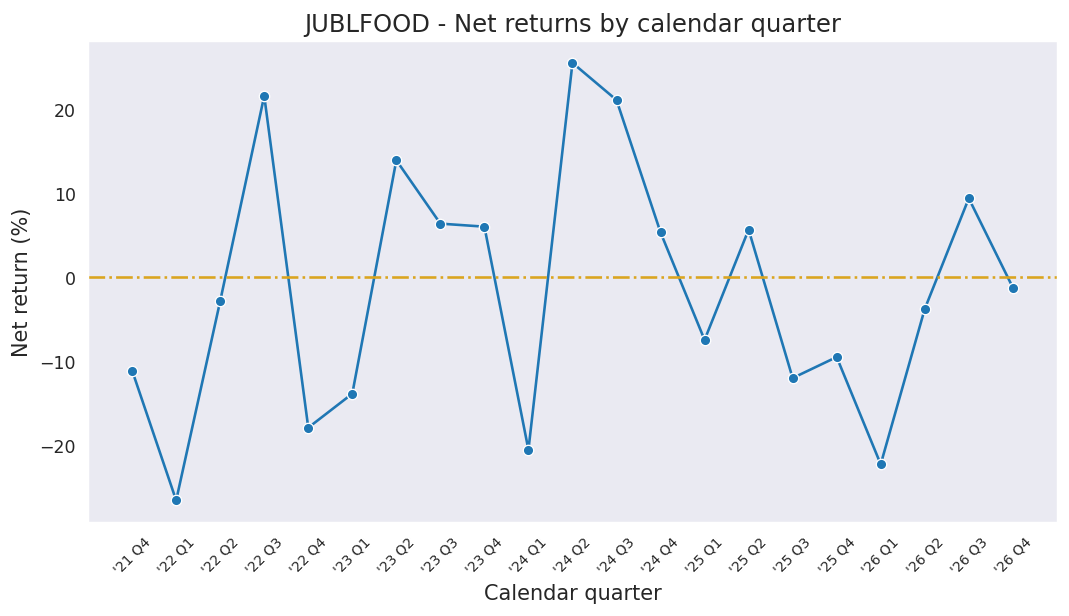 JUBLFOOD - Net returns by calendar quarter
Net return (%)
20
10
0
−10
−20
'21 Q4
'22 Q1
'22 Q2
'22 Q3
'22 Q4
'23 Q1
'23 Q2
'23 Q3
'23 Q4
'24 Q1
'24 Q2
'24 Q3
'24 Q4
'25 Q1
'25 Q2
'25 Q3
'25 Q4
'26 Q1
'26 Q2
'26 Q3
'26 Q4
Calendar quarter